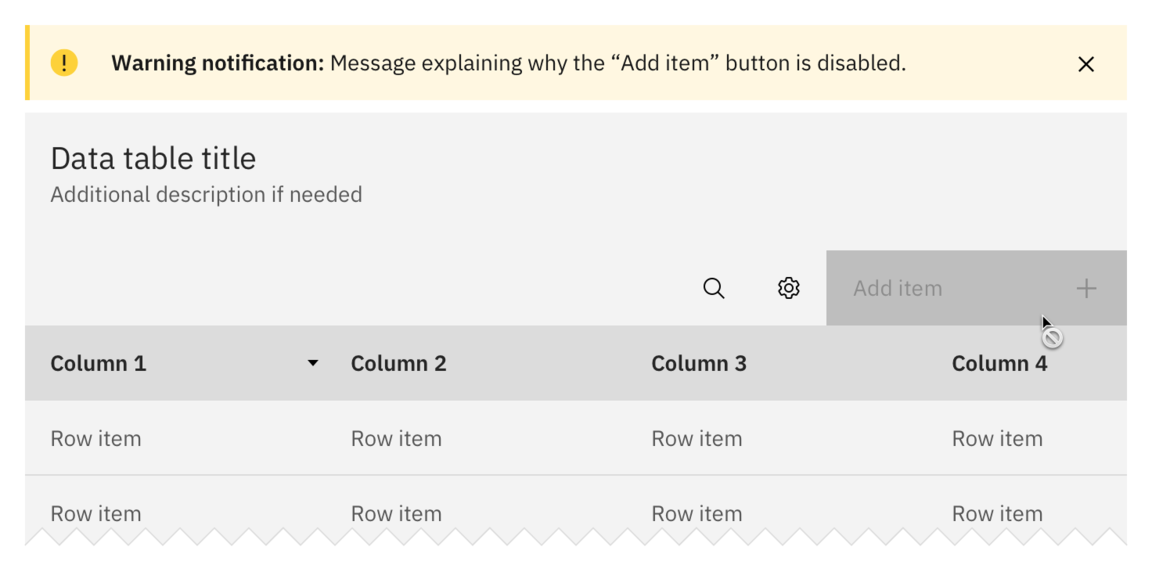 Warning notification: Message explaining why the “Add item” button is disabled.
Data table title
Additional description if needed
Add item
Column 1 Column 2 Column 3 Column 4
Row item Row item Row item Row item
Row item Row item Row item Row item